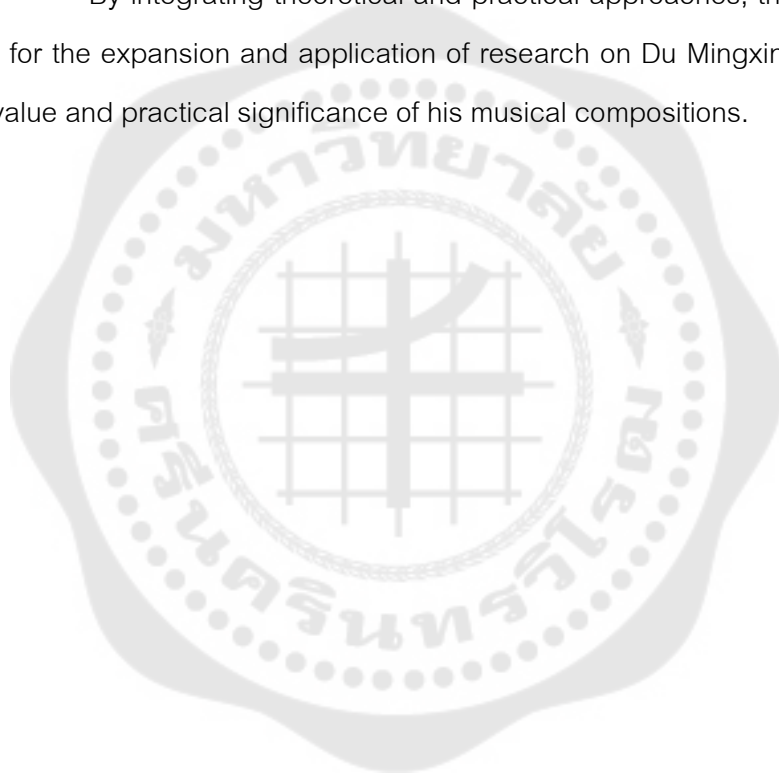 By integrating theoretical and practical approaches, th
for the expansion and application of research on Du Mingxin
value and practical significance of his musical compositions.
มหาวิทยาลัย
ศรีนครินทรวิโรฒ